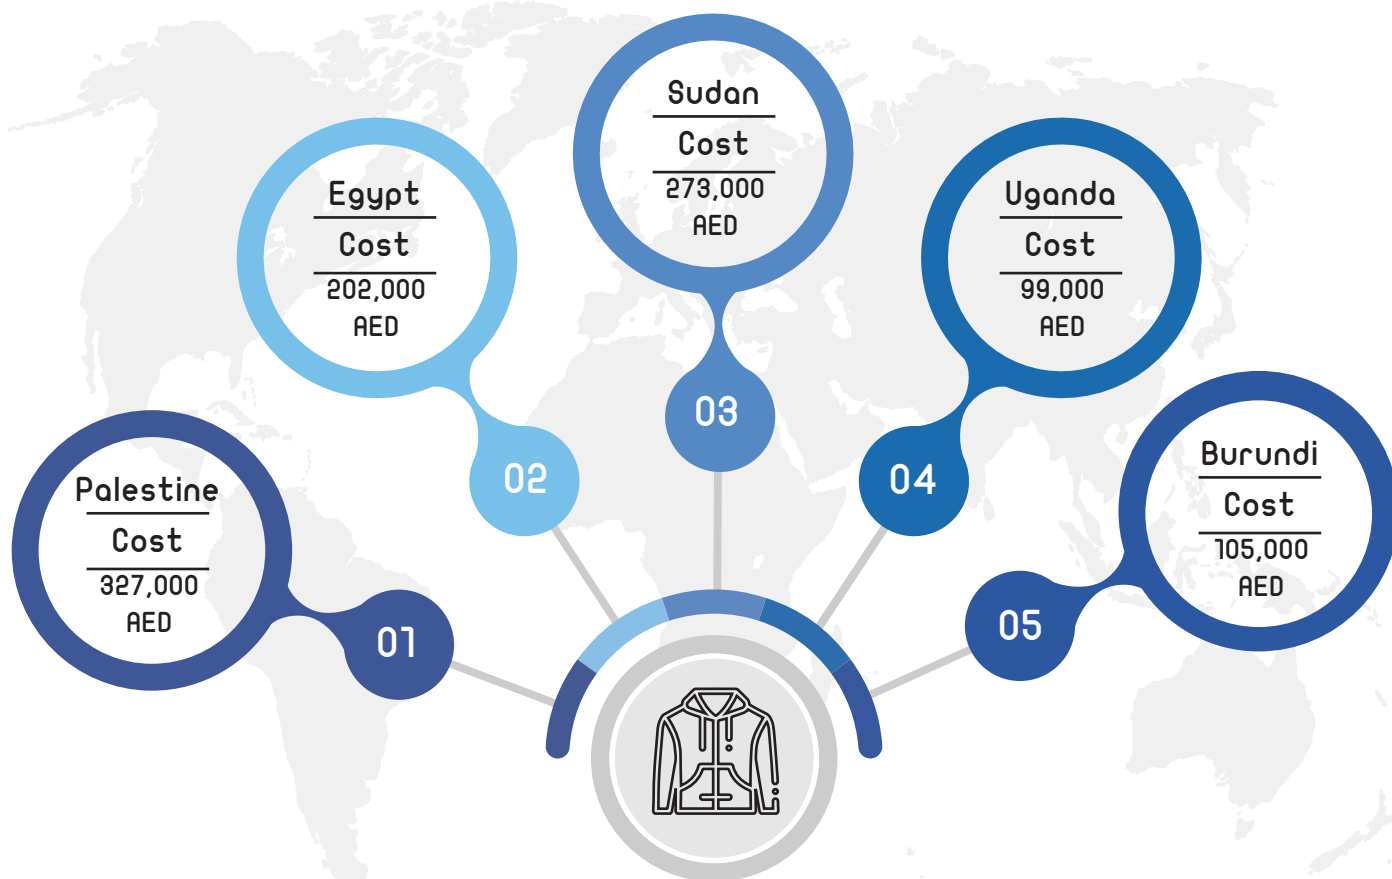 Palestine
Cost
327,000
AED
01
Egypt
Cost
202,000
AED
02
Sudan
Cost
273,000
AED
03
Uganda
Cost
99,000
AED
04
Burundi
Cost
105,000
AED
05